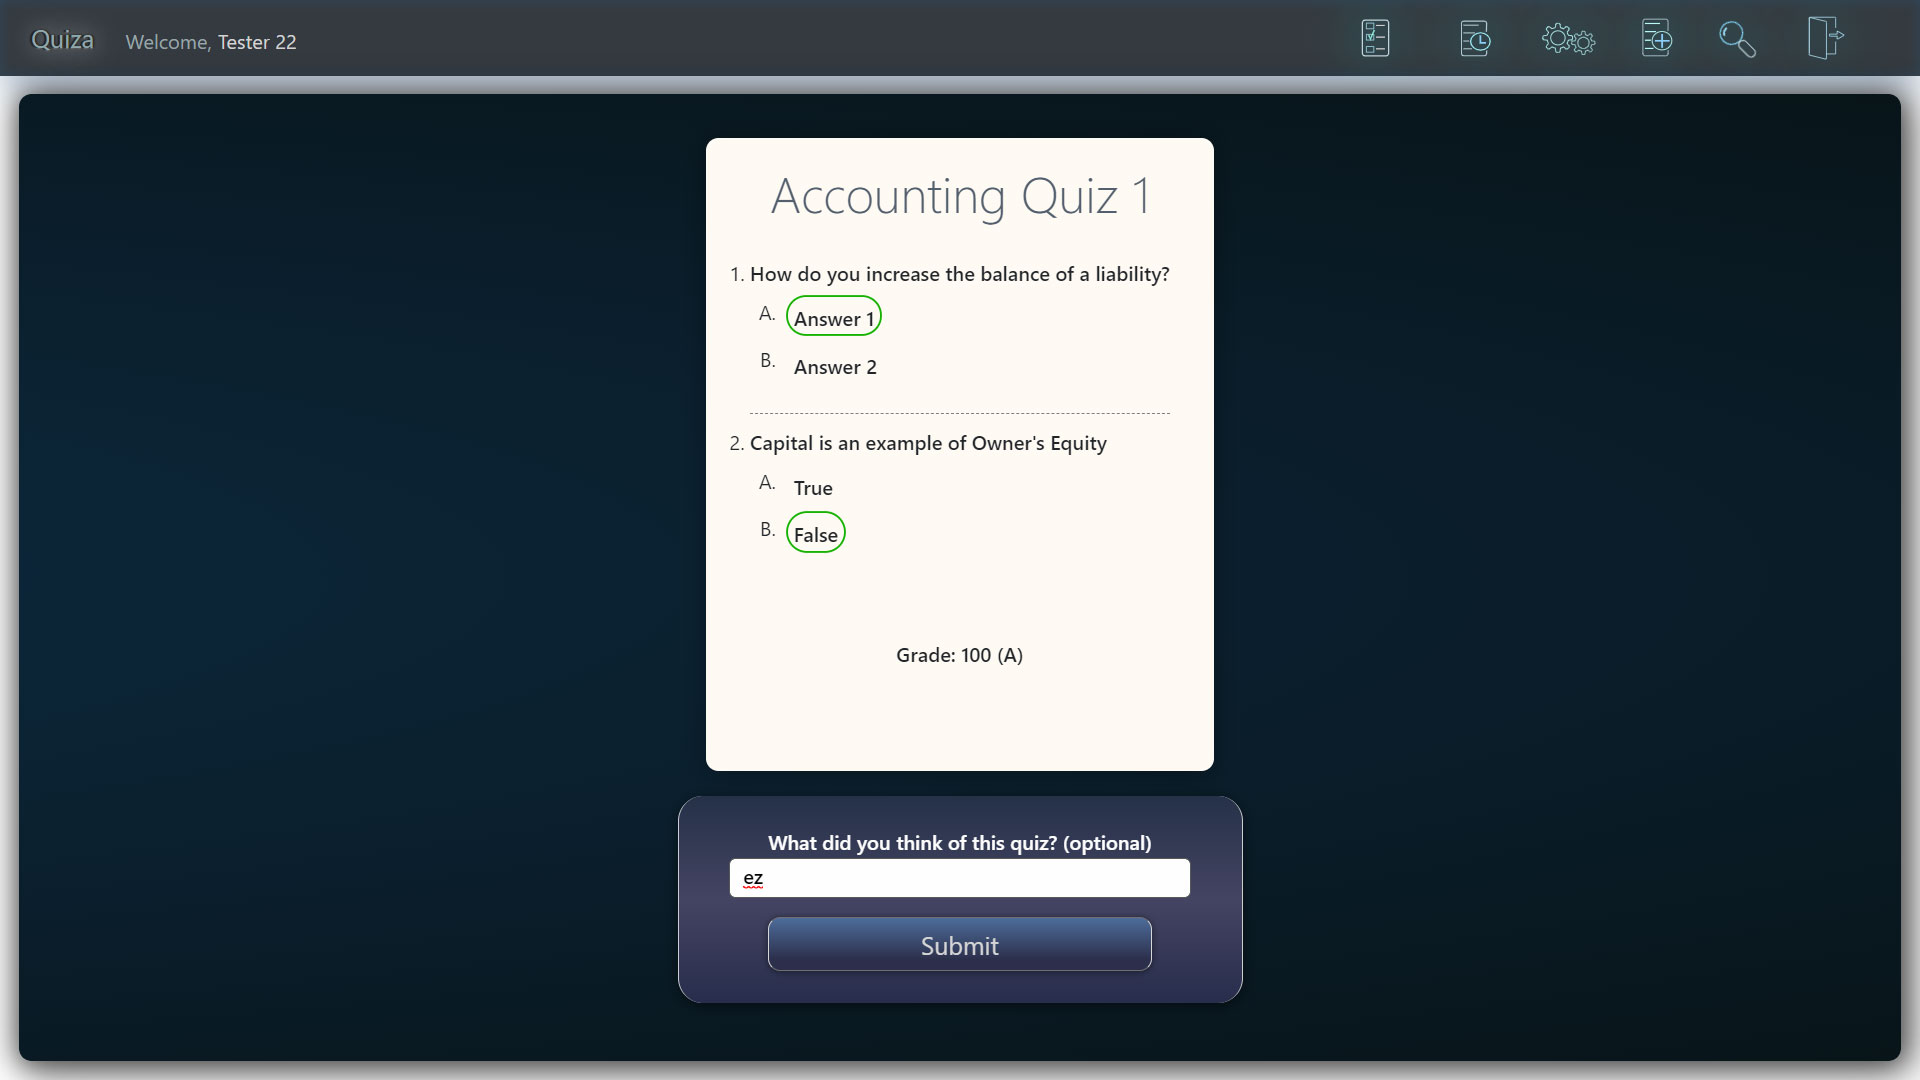 Quiza
Welcome, Tester 22
Accounting Quiz 1
1. How do you increase the balance of a liability?
A. Answer 1
B. Answer 2
2. Capital is an example of Owner's Equity
A. True
B. False
Grade: 100 (A)
What did you think of this quiz? (optional)
ez
Submit